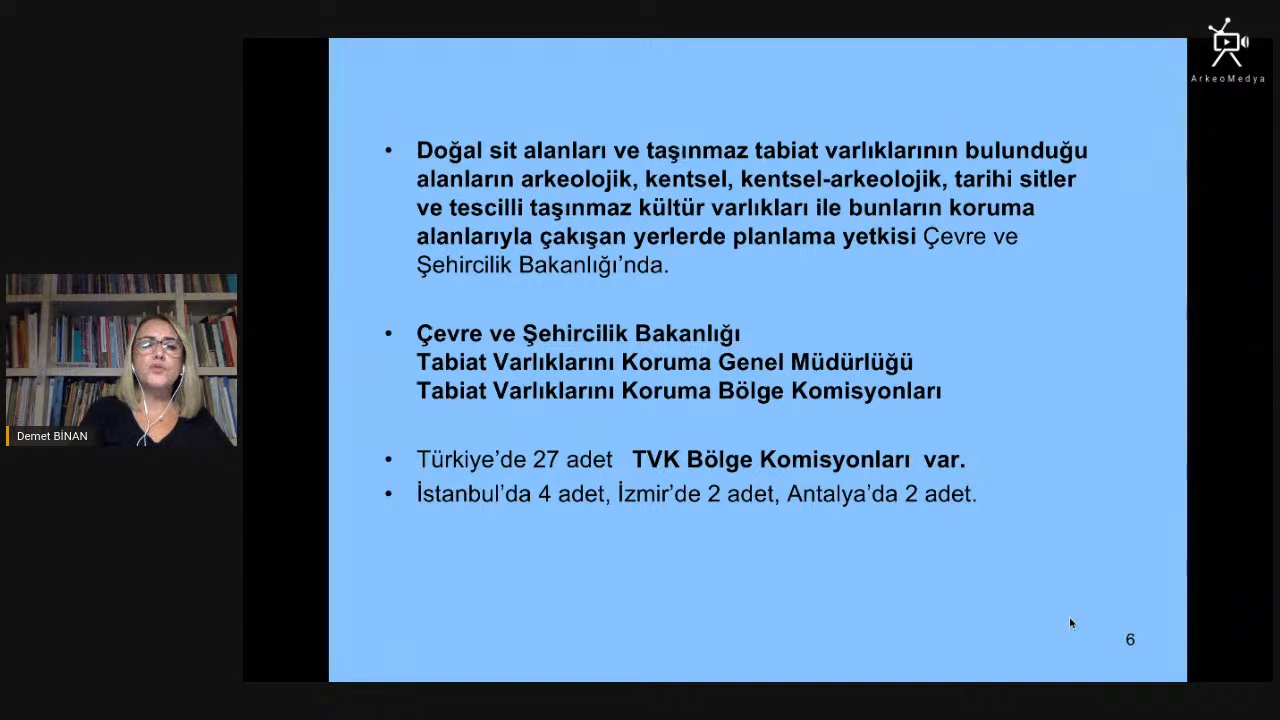 ArkeoMedya
• Doğal sit alanları ve taşınmaz tabiat varlıklarının bulunduğu
alanların arkeolojik, kentsel, kentsel-arkeolojik, tarihi sitler
ve tescilli taşınmaz kültür varlıkları ile bunların koruma
alanlarıyla çakışan yerlerde planlama yetkisi Çevre ve
Şehircilik Bakanlığı’nda.
• Çevre ve Şehircilik Bakanlığı
Tabiat Varlıklarını Koruma Genel Müdürlüğü
Tabiat Varlıklarını Koruma Bölge Komisyonları
• Türkiye’de 27 adet TVK Bölge Komisyonları var.
• İstanbul’da 4 adet, İzmir’de 2 adet, Antalya’da 2 adet.
Demet BİNAN
6